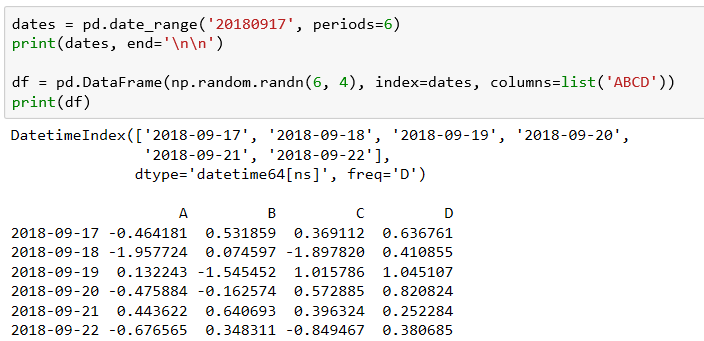 dates = pd.date_range('20180917', periods=6)
print(dates, end='\n\n')

df = pd.DataFrame(np.random.randn(6, 4), index=dates, columns=list('ABCD'))
print(df)
DatetimeIndex(['2018-09-17', '2018-09-18', '2018-09-19', '2018-09-20',
               '2018-09-21', '2018-09-22'],
              dtype='datetime64[ns]', freq='D')

                   A         B         C         D
2018-09-17 -0.464181  0.531859  0.369112  0.636761
2018-09-18 -1.957724  0.074597 -1.897820  0.410855
2018-09-19  0.132243 -1.545452  1.015786  1.045107
2018-09-20 -0.475884 -0.162574  0.572885  0.820824
2018-09-21  0.443622  0.640693  0.396324  0.252284
2018-09-22 -0.676565  0.348311 -0.849467  0.380685